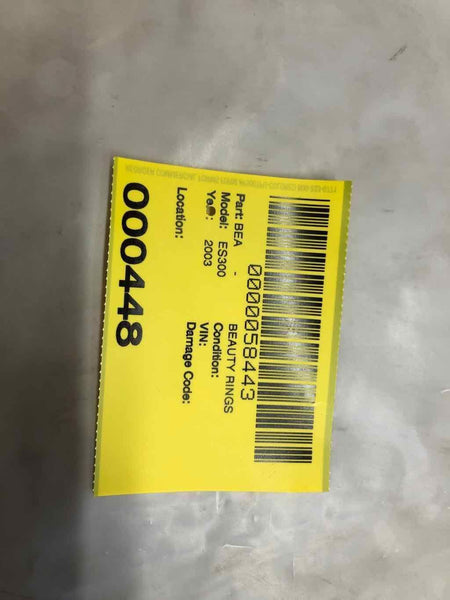 0000058443
Part: BEA - BEAUTY RINGS
Model: ES300 Condition:
Year: 2003 VIN:
Damage Code:
Location:
000448